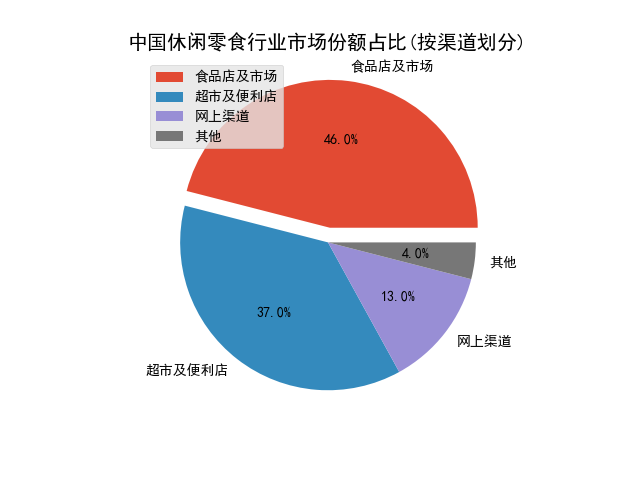 中国休闲零食行业市场份额占比(按渠道划分)
食品店及市场
食品店及市场
超市及便利店
网上渠道
其他
46.0%
4.0%
其他
13.0%
37.0%
网上渠道
超市及便利店